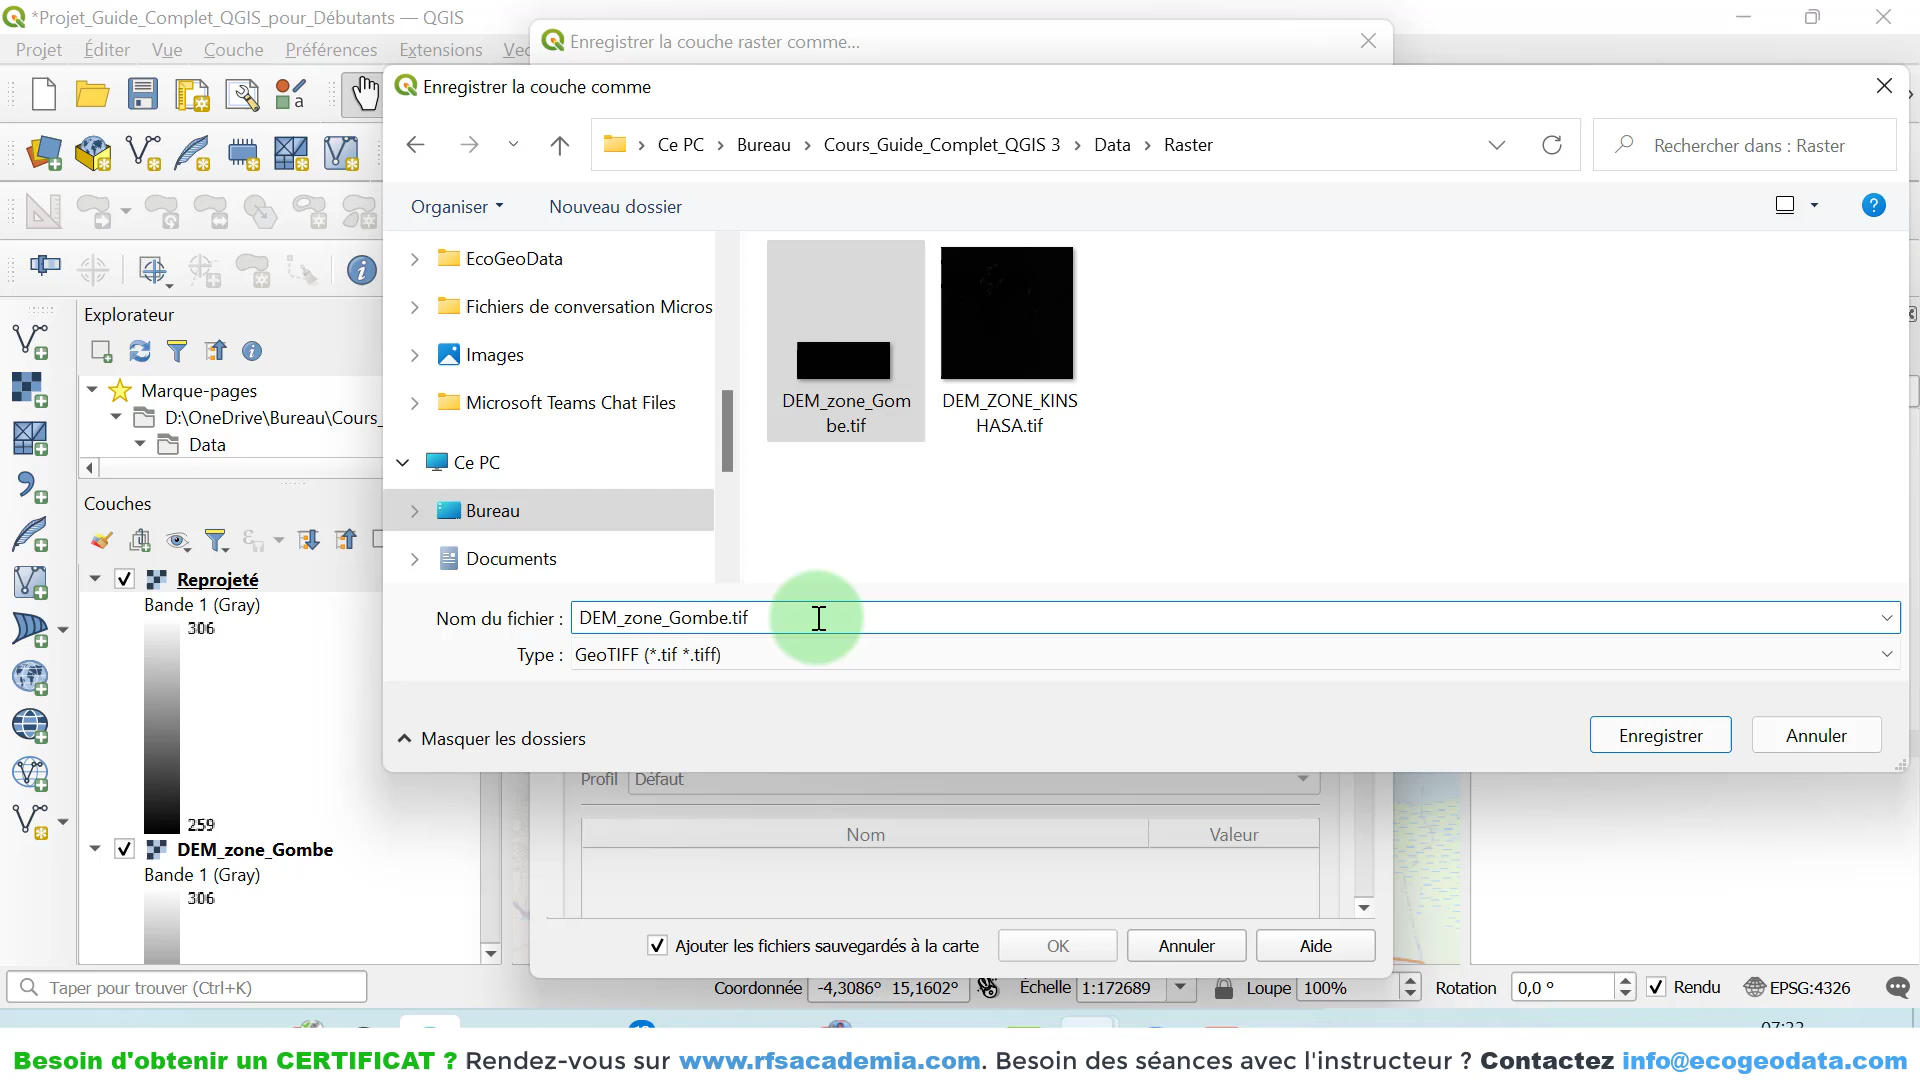 *Projet_Guide_Complet_QGIS_pour_Débutants — QGIS
Projet Éditer Vue Couche Préférences Extensions Vec
Enregistrer la couche raster comme...
Enregistrer la couche comme
Ce PC > Bureau > Cours_Guide_Complet_QGIS 3 > Data > Raster
Rechercher dans : Raster
Organiser
Nouveau dossier
EcoGeoData
Fichiers de conversation Micros
Images
Microsoft Teams Chat Files
Ce PC
Bureau
Documents
DEM_zone_Gom
be.tif
DEM_ZONE_KINS
HASA.tif
Nom du fichier : DEM_zone_Gombe.tif
Type : GeoTIFF (*.tif *.tiff)
Masquer les dossiers
Enregistrer
Annuler
Explorateur
Marque-pages
D:\OneDrive\Bureau\Cours_
Data
Couches
Reprojeté
Bande 1 (Gray)
306
259
DEM_zone_Gombe
Bande 1 (Gray)
306
Profil Défaut
Nom Valeur
Ajouter les fichiers sauvegardés à la carte
OK
Annuler
Aide
Taper pour trouver (Ctrl+K)
Coordonnée -4,3086° 15,1602° Échelle 1:172689 Loupe 100% Rotation 0,0 ° Rendu EPSG:4326
Besoin d'obtenir un CERTIFICAT ? Rendez-vous sur www.rfsacademia.com. Besoin des séances avec l'instructeur ? Contactez info@ecogeodata.com